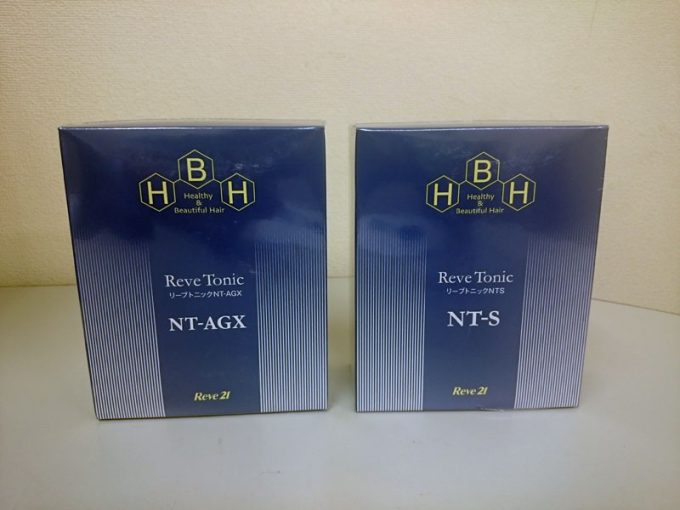 H B H
Healthy
&
Beautiful Hair
Reve Tonic
リーブトニックNT-AGX
NT-AGX
Reve 21
H B H
Healthy
&
Beautiful Hair
Reve Tonic
リーブトニックNTS
NT-S
Reve 21